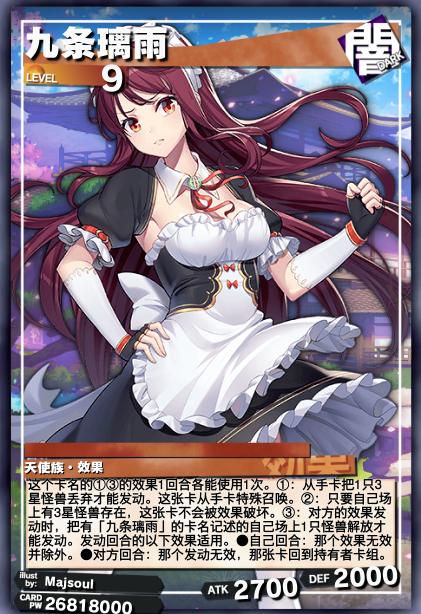 九条璃雨
闇
DARK
LEVEL 9
天使族・效果
这个卡名的①③的效果1回合各能使用1次。①：从手卡把1只3
星怪兽丢弃才能发动。这张卡从手卡特殊召唤。②：只要自己场
上有3星怪兽存在，这张卡不会被效果破坏。③：对方的效果发
动时，把有「九条璃雨」的卡名记述的自己场上1只怪兽解放才
能发动。发动回合的以下效果适用。●自己回合：那个效果无效
并除外。●对方回合：那个发动无效，那张卡回到持有者卡组。
illust by: Majsoul
ATK 2700 DEF 2000
CARD PW 26818000